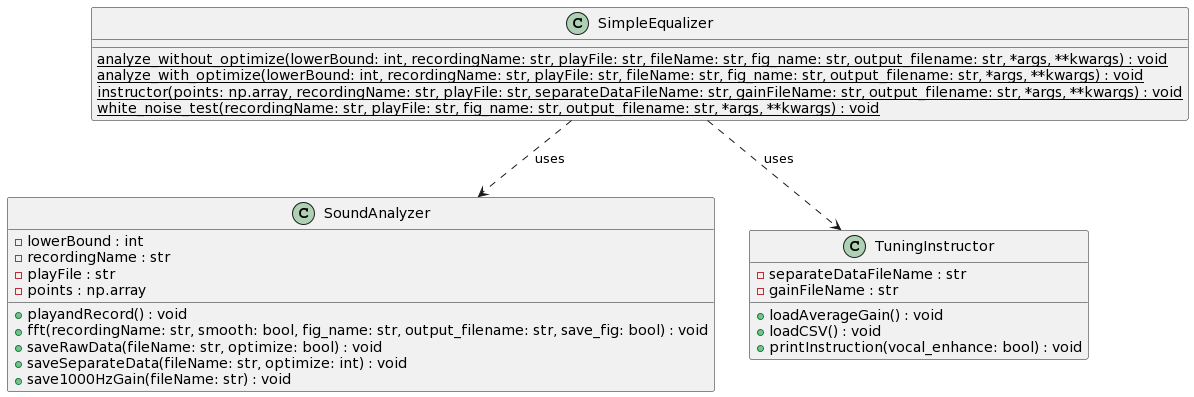 C SimpleEqualizer
analyze_without_optimize(lowerBound: int, recordingName: str, playFile: str, fileName: str, fig_name: str, output_filename: str, *args, **kwargs) : void
analyze_with_optimize(lowerBound: int, recordingName: str, playFile: str, fileName: str, fig_name: str, output_filename: str, *args, **kwargs) : void
instructor(points: np.array, recordingName: str, playFile: str, separateDataFileName: str, gainFileName: str, output_filename: str, *args, **kwargs) : void
white_noise_test(recordingName: str, playFile: str, fig_name: str, output_filename: str, *args, **kwargs) : void
uses
uses
C SoundAnalyzer
lowerBound : int
recordingName : str
playFile : str
points : np.array
playandRecord() : void
fft(recordingName: str, smooth: bool, fig_name: str, output_filename: str, save_fig: bool) : void
saveRawData(fileName: str, optimize: bool) : void
saveSeparateData(fileName: str, optimize: int) : void
save1000HzGain(fileName: str) : void
C TuningInstructor
separateDataFileName : str
gainFileName : str
loadAverageGain() : void
loadCSV() : void
printInstruction(vocal_enhance: bool) : void